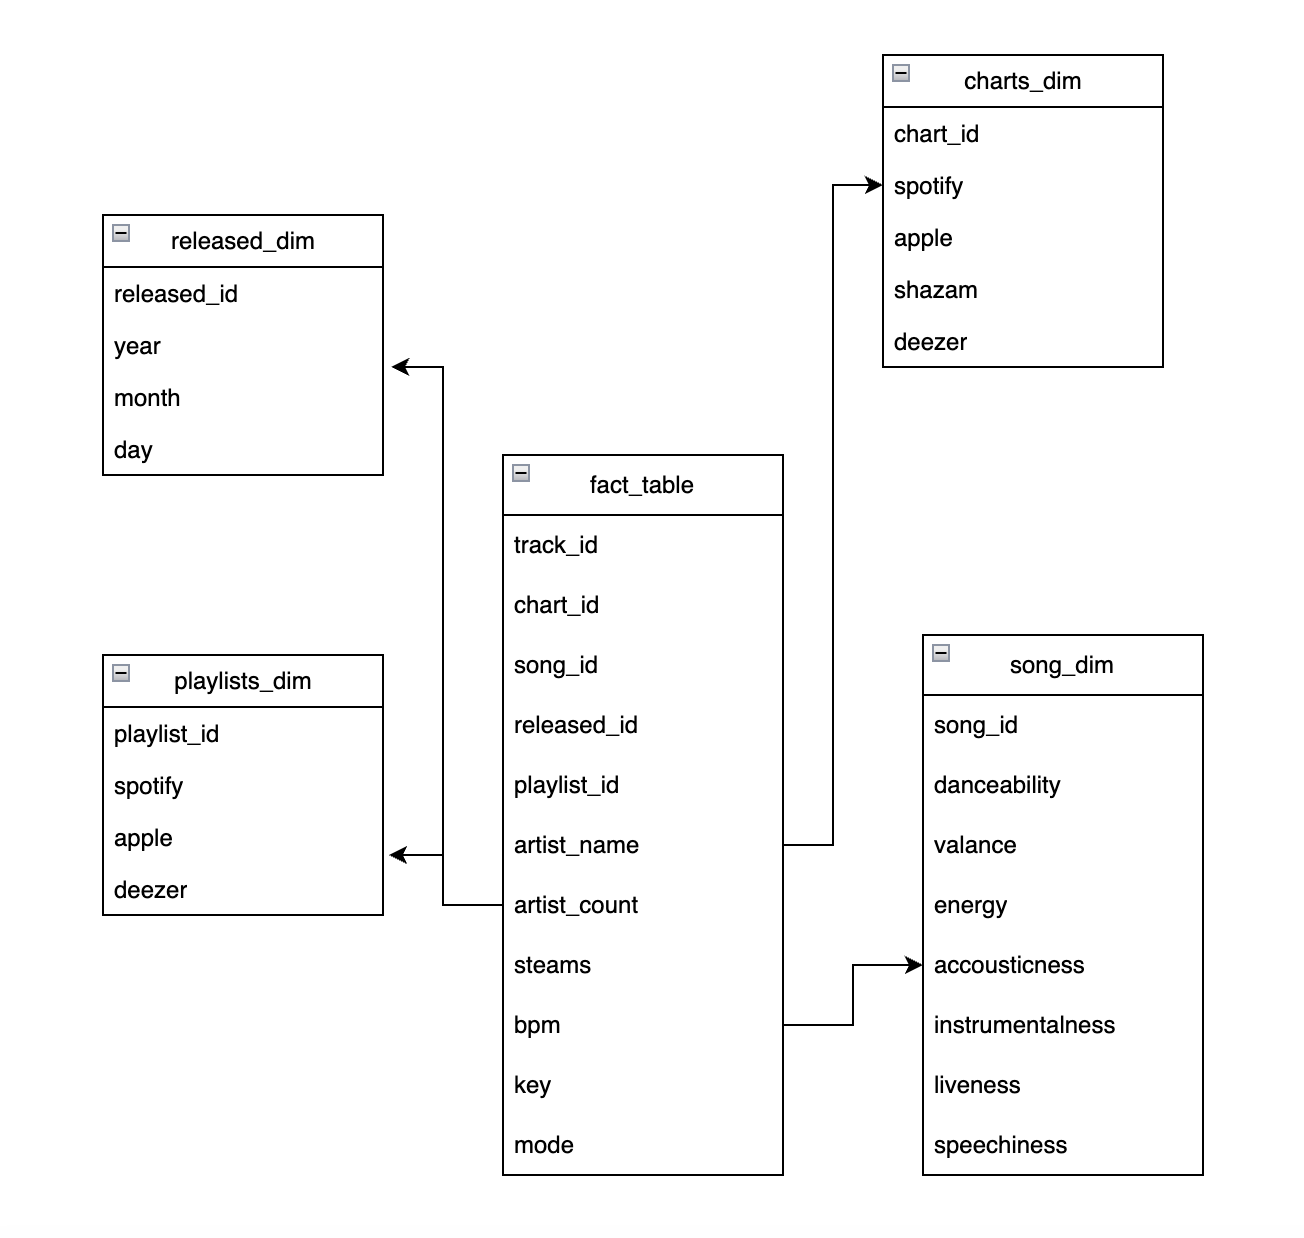 charts_dim
chart_id
spotify
apple
shazam
deezer
released_dim
released_id
year
month
day
fact_table
track_id
chart_id
song_id
released_id
playlist_id
artist_name
artist_count
steams
bpm
key
mode
playlists_dim
playlist_id
spotify
apple
deezer
song_dim
song_id
danceability
valance
energy
accousticness
instrumentalness
liveness
speechiness